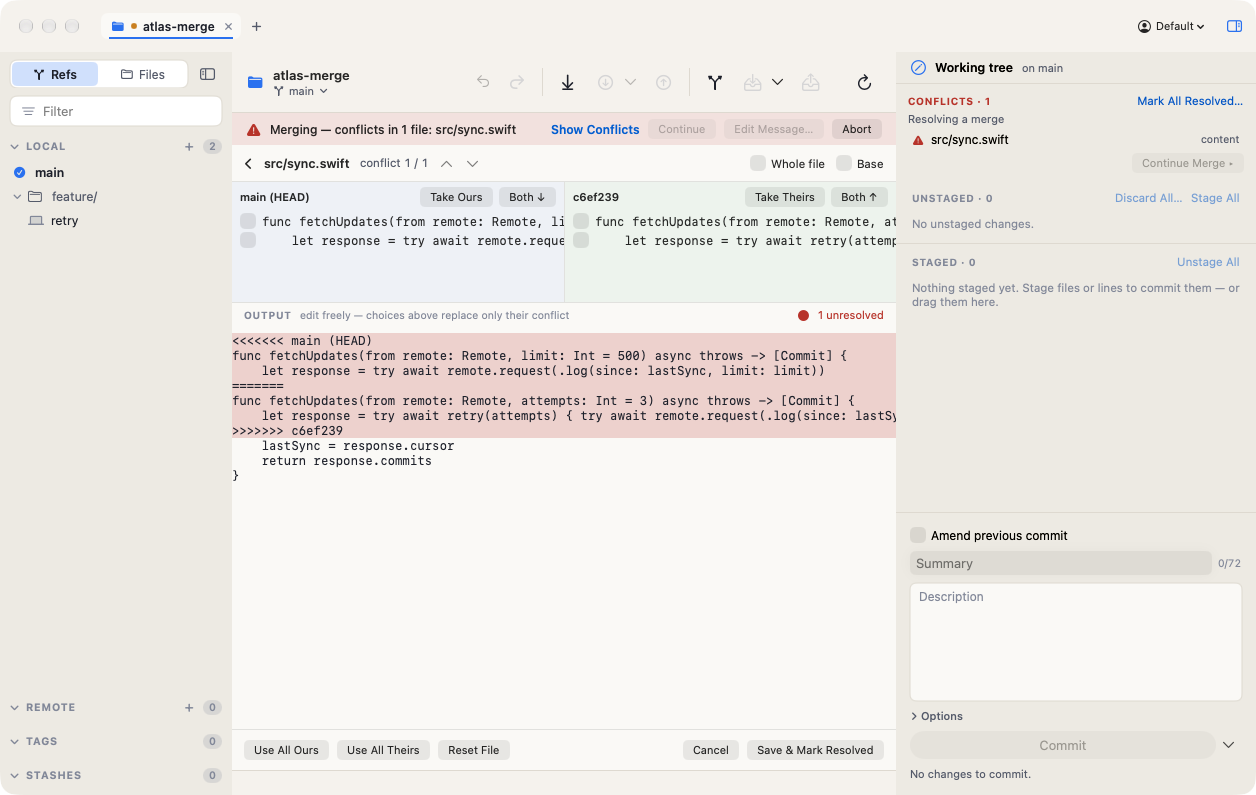 atlas-merge
Default
Refs
Files
Filter
LOCAL
2
main
feature/
retry
REMOTE
0
TAGS
0
STASHES
0
atlas-merge
main
Merging — conflicts in 1 file: src/sync.swift
Show Conflicts
Continue
Edit Message...
Abort
src/sync.swift
conflict 1 / 1
Whole file
Base
main (HEAD)
Take Ours
Both ↓
func fetchUpdates(from remote: Remote, li
let response = try await remote.reque
c6ef239
Take Theirs
Both ↑
func fetchUpdates(from remote: Remote, at
let response = try await retry(attemp
OUTPUT
edit freely — choices above replace only their conflict
1 unresolved
<<<<<<< main (HEAD)
func fetchUpdates(from remote: Remote, limit: Int = 500) async throws -> [Commit] {
    let response = try await remote.request(.log(since: lastSync, limit: limit))
=======
func fetchUpdates(from remote: Remote, attempts: Int = 3) async throws -> [Commit] {
    let response = try await retry(attempts) { try await remote.request(.log(since: lastSy
>>>>>>> c6ef239
    lastSync = response.cursor
    return response.commits
}
Use All Ours
Use All Theirs
Reset File
Cancel
Save & Mark Resolved
Working tree
on main
CONFLICTS · 1
Mark All Resolved...
Resolving a merge
src/sync.swift
content
Continue Merge
UNSTAGED · 0
Discard All...
Stage All
No unstaged changes.
STAGED · 0
Unstage All
Nothing staged yet. Stage files or lines to commit them — or
drag them here.
Amend previous commit
Summary
0/72
Description
Options
Commit
No changes to commit.